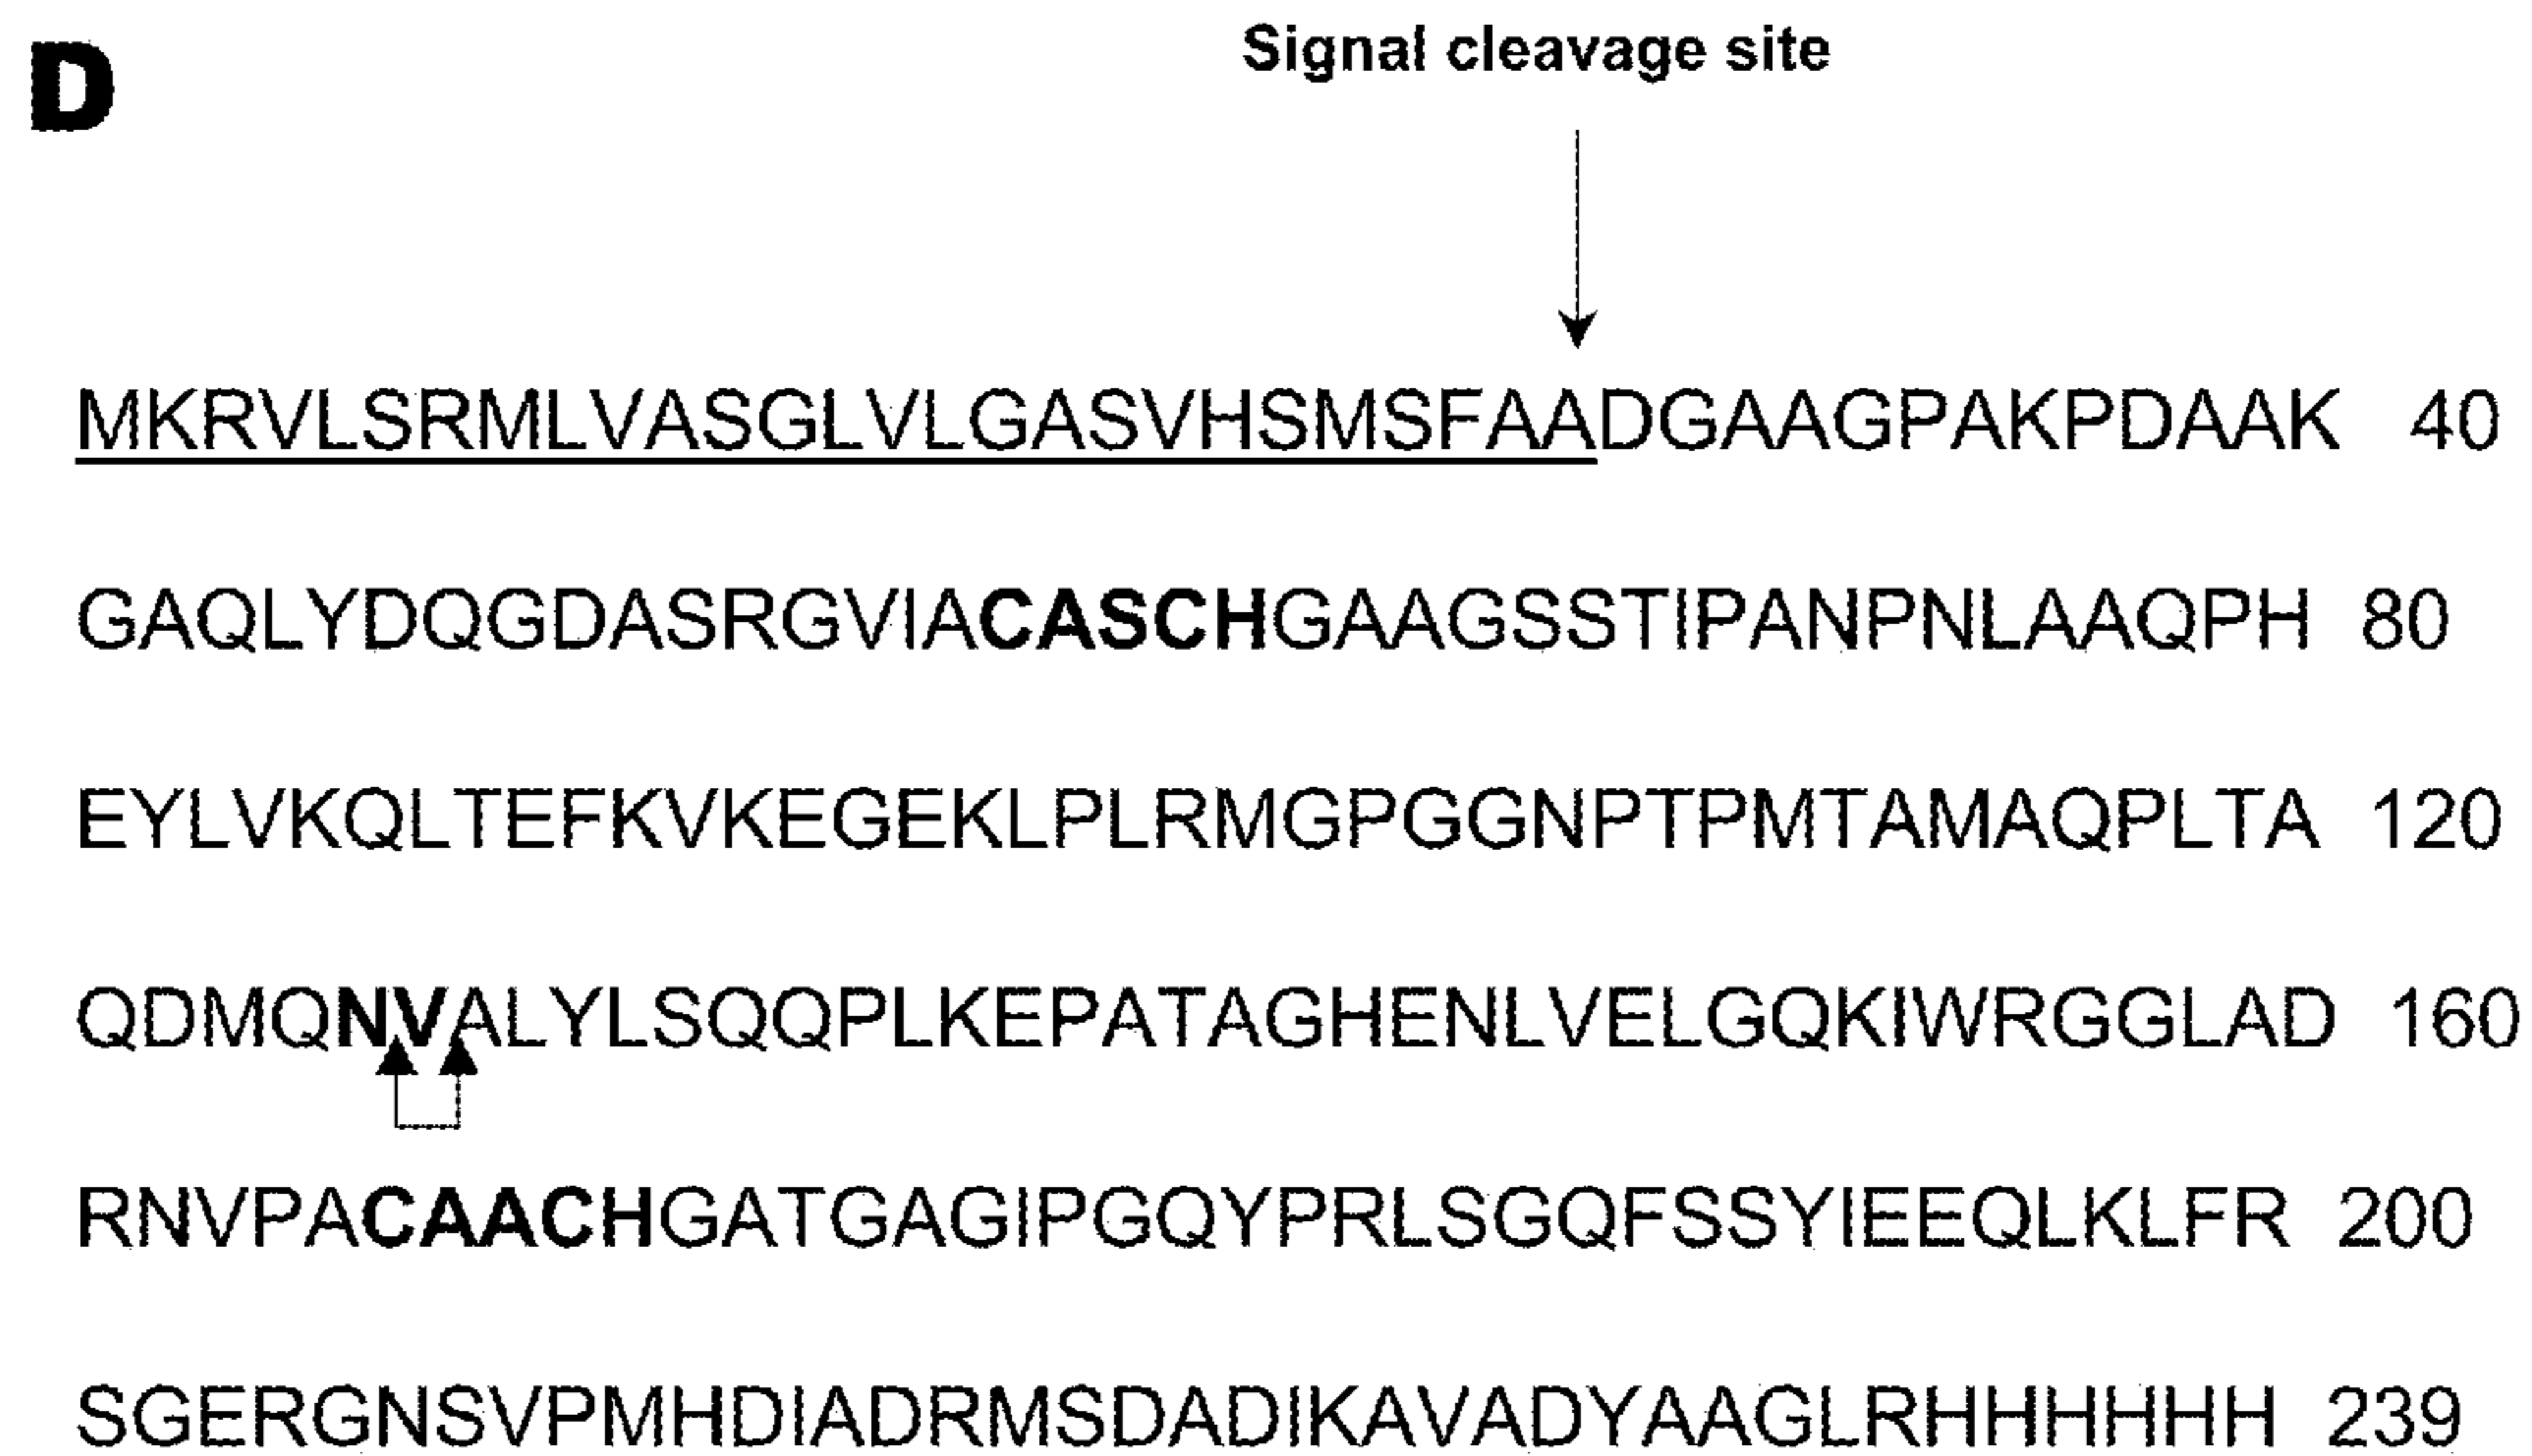 D
Signal cleavage site
MKRVLSRMLVASGLVLGASVHSMSFAADGAAGPAKPDAAK 40
GAQLYDQGDASRGVIACASCHGAAGSSTIPANPNLAAQPH 80
EYLVKQLTEFKVKEGEKLPLRMGPGGNPTPMTAMAQPLTA 120
QDMQNVALYLSQQPLKEPATAGHENLVELGQKIWRGGLAD 160
RNVPACAACHGATGAGIPGQYPRLSGQFSSYIEEQLKLFR 200
SGERGNSVPMHDIADRMSDADIKAVADYAAGLRHHHHHH 239